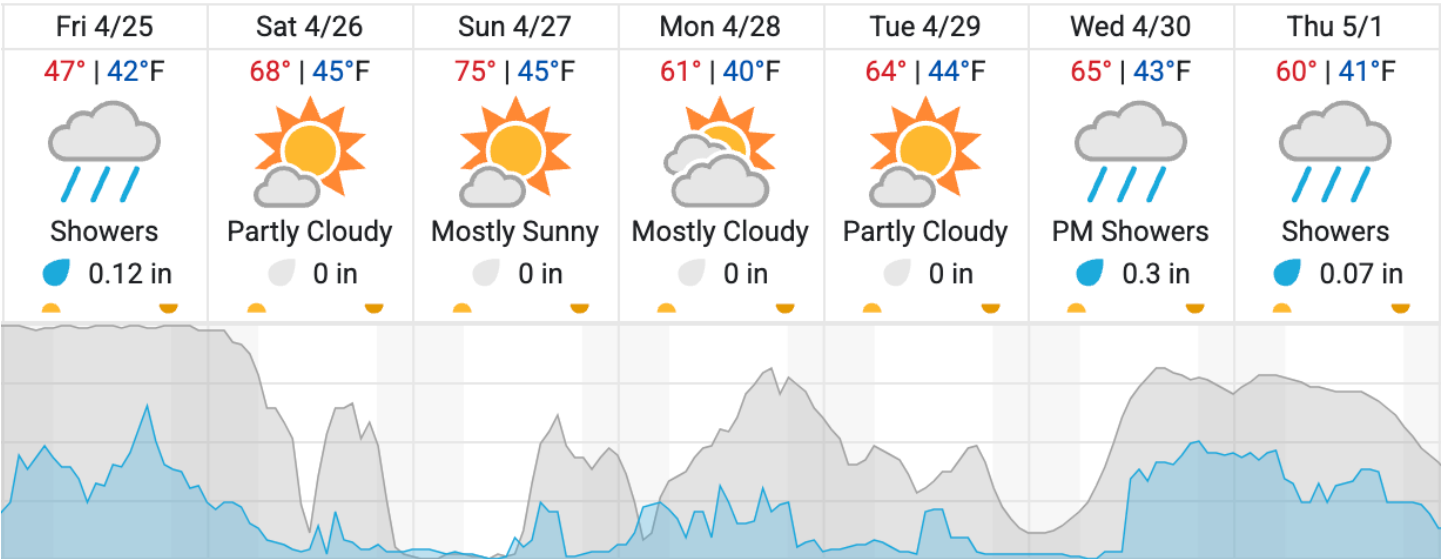 Fri 4/25
Sat 4/26
Sun 4/27
Mon 4/28
Tue 4/29
Wed 4/30
Thu 5/1
47° | 42°F
68° | 45°F
75° | 45°F
61° | 40°F
64° | 44°F
65° | 43°F
60° | 41°F
Showers
Partly Cloudy
Mostly Sunny
Mostly Cloudy
Partly Cloudy
PM Showers
Showers
0.12 in
0 in
0 in
0 in
0 in
0.3 in
0.07 in